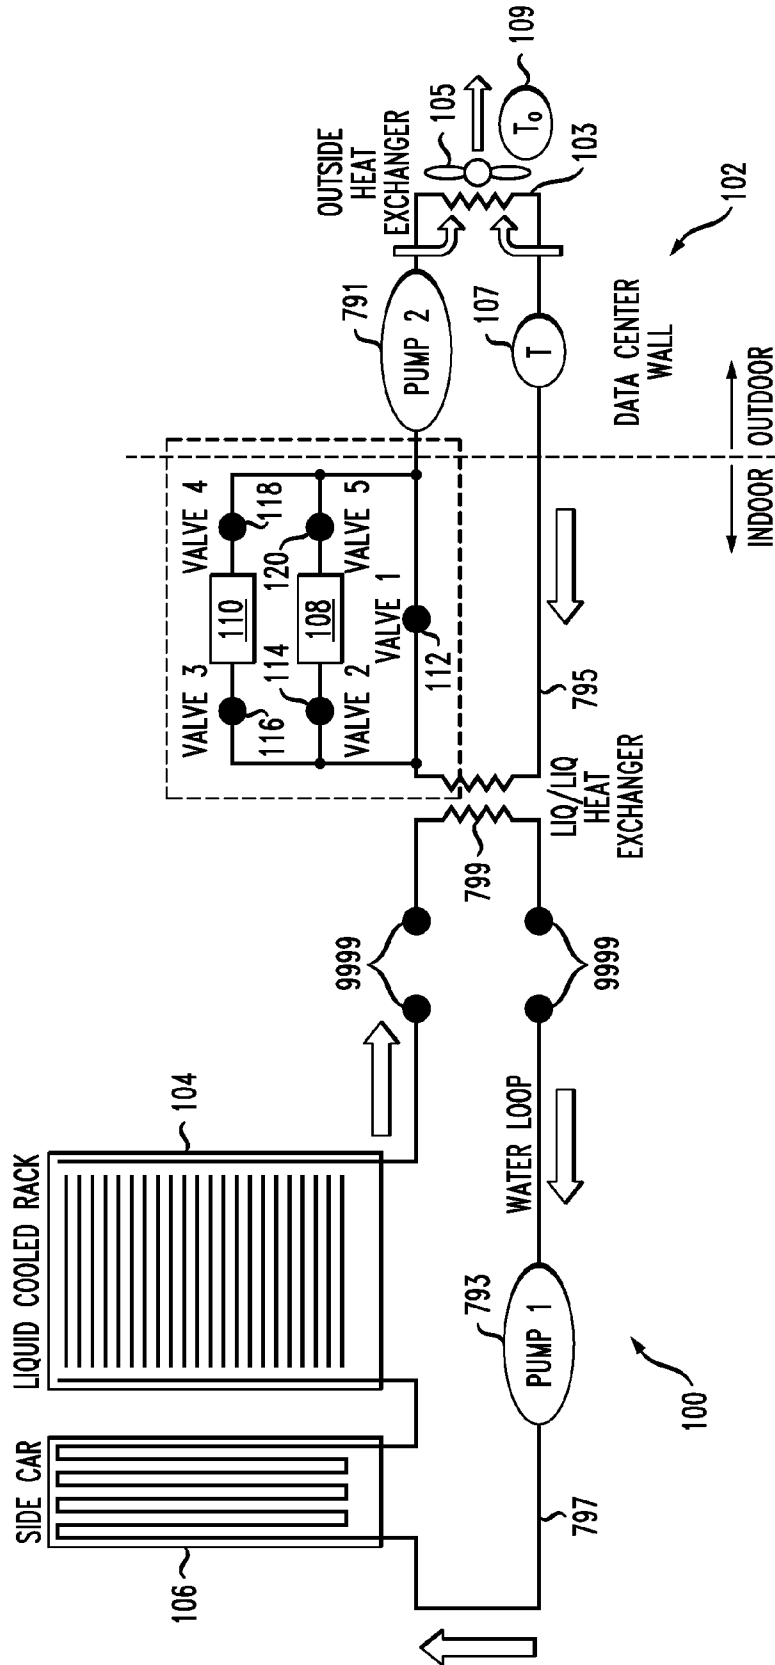 SIDE CAR
106
LIQUID COOLED RACK
104
9999
9999
WATER LOOP
793
PUMP 1
797
100
799
LIQ/LIQ
HEAT
EXCHANGER
795
VALVE 3
116
110
VALVE 4
118
114
VALVE 2
108
120
VALVE 5
VALVE 1
112
791
PUMP 2
107
T
OUTSIDE
HEAT
EXCHANGER
105
103
T₀
109
DATA CENTER
WALL
102
INDOOR
OUTDOOR